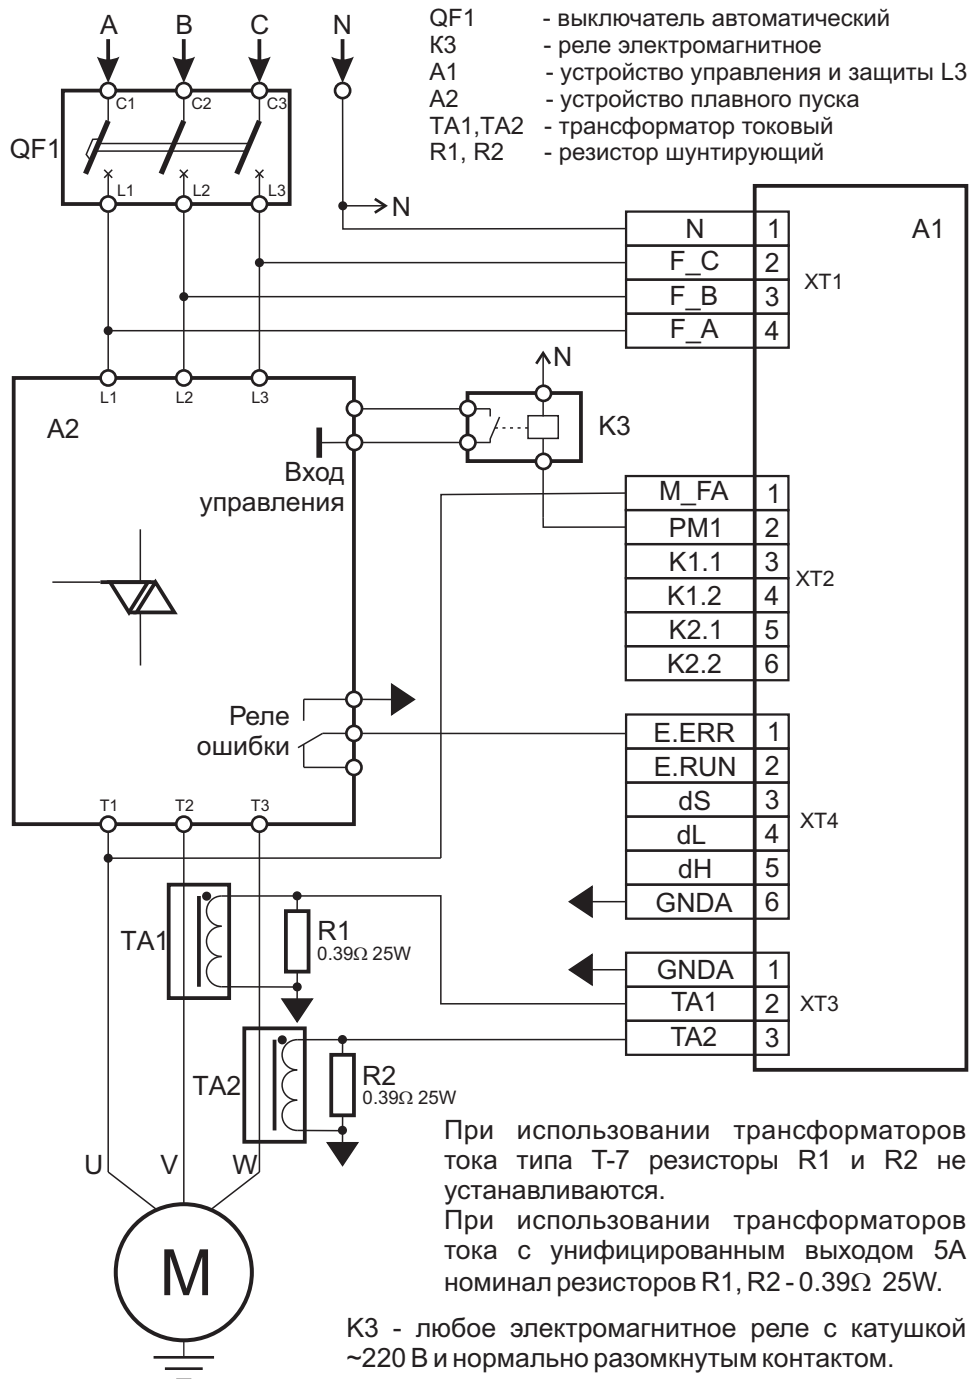 A B C N
QF1 - выключатель автоматический
К3 - реле электромагнитное
А1 - устройство управления и защиты L3
А2 - устройство плавного пуска
ТА1,ТА2 - трансформатор токовый
R1, R2 - резистор шунтирующий
C1 C2 C3
QF1
L1 L2 L3
N
A1
N 1
F_C 2
F_B 3
F_A 4
XT1
N
L1 L2 L3
A2
K3
Вход
управления
M_FA 1
PM1 2
K1.1 3
K1.2 4
K2.1 5
K2.2 6
XT2
Реле
ошибки
E.ERR 1
E.RUN 2
dS 3
dL 4
dH 5
GNDA 6
XT4
T1 T2 T3
TA1
R1
0.39Ω 25W
GNDA 1
TA1 2
TA2 3
XT3
TA2
R2
0.39Ω 25W
U V W
M
При использовании трансформаторов
тока типа Т-7 резисторы R1 и R2 не
устанавливаются.
При использовании трансформаторов
тока с унифицированным выходом 5А
номинал резисторов R1, R2 - 0.39Ω 25W.
К3 - любое электромагнитное реле с катушкой
~220 В и нормально разомкнутым контактом.